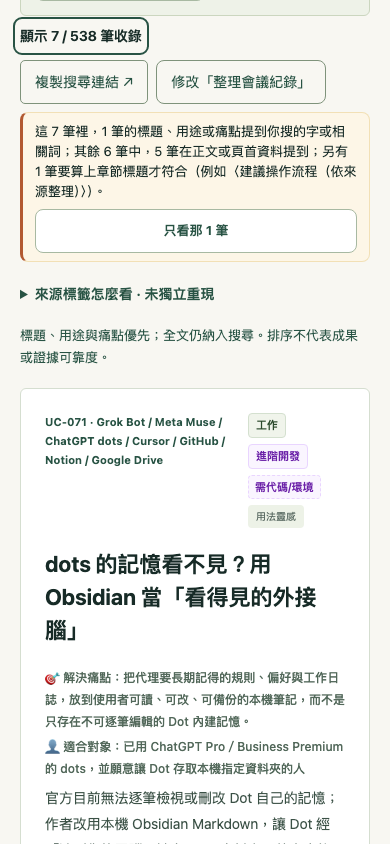 顯示 7 / 538 筆收錄
複製搜尋連結 ↗
修改「整理會議紀錄」
這 7 筆裡，1 筆的標題、用途或痛點提到你搜的字或相
關詞；其餘 6 筆中，5 筆在正文或頁首資料提到；另有
1 筆要算上章節標題才符合（例如〈建議操作流程（依來
源整理）〉）。
只看那 1 筆
▶ 來源標籤怎麼看 · 未獨立重現
標題、用途與痛點優先；全文仍納入搜尋。排序不代表成果
或證據可靠度。
UC-071 · Grok Bot / Meta Muse /
ChatGPT dots / Cursor / GitHub /
Notion / Google Drive
工作
進階開發
需代碼/環境
用法靈感
dots 的記憶看不見？用
Obsidian 當「看得見的外接
腦」
🎯 解決痛點：把代理要長期記得的規則、偏好與工作日
誌，放到使用者可讀、可改、可備份的本機筆記，而不是
只存在不可逐筆編輯的 Dot 內建記憶。
👤 適合對象：已用 ChatGPT Pro / Business Premium
的 dots，並願意讓 Dot 存取本機指定資料夾的人
官方目前無法逐筆檢視或刪改 Dot 自己的記憶；
作者改用本機 Obsidian Markdown，讓 Dot 經